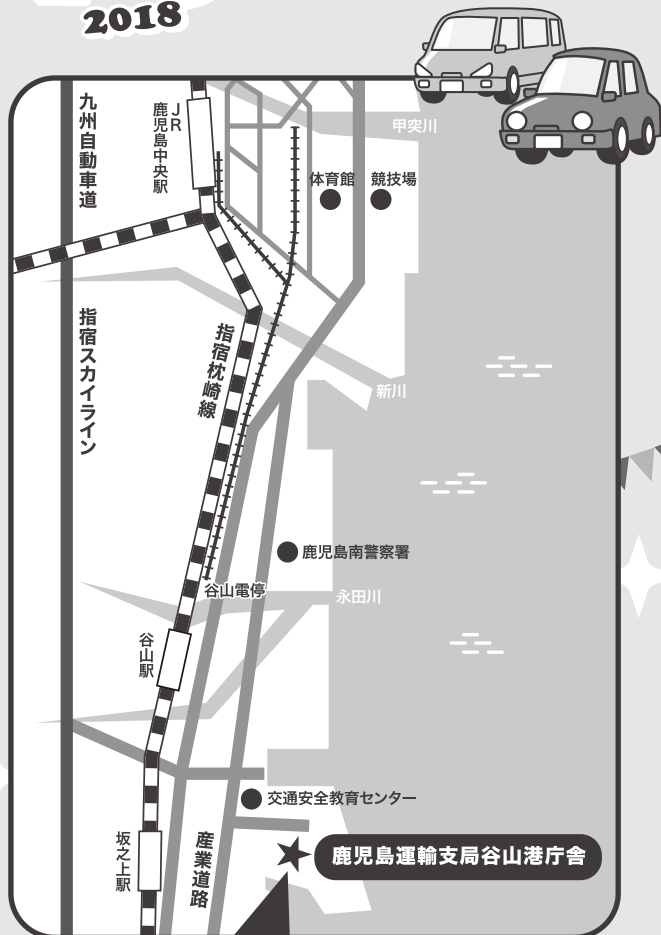 2018
九州自動車道
JR
鹿児島中央駅
甲突川
体育館
競技場
指宿スカイライン
指宿枕崎線
新川
鹿児島南警察署
谷山電停
永田川
谷山駅
交通安全教育センター
坂之上駅
産業道路
鹿児島運輸支局谷山港庁舎